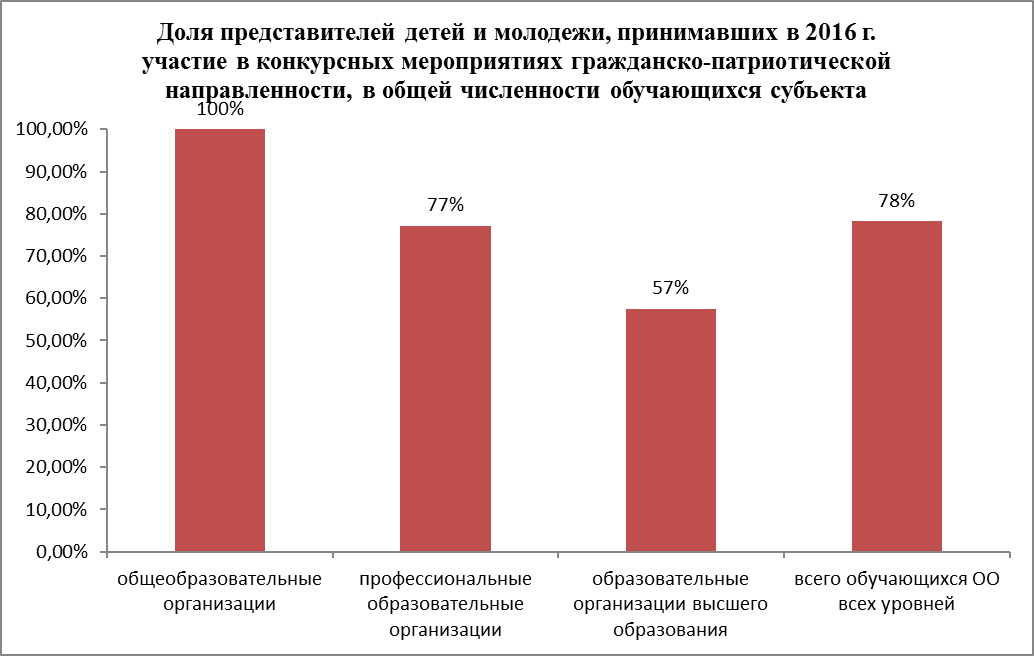 Доля представителей детей и молодежи, принимавших в 2016 г.
участие в конкурсных мероприятиях гражданско-патриотической
направленности, в общей численности обучающихся субъекта
100%
77%
57%
78%
100,00%
90,00%
80,00%
70,00%
60,00%
50,00%
40,00%
30,00%
20,00%
10,00%
0,00%
общеобразовательные
организации
профессиональные
образовательные
организации
образовательные
организации высшего
образования
всего обучающихся ОО
всех уровней